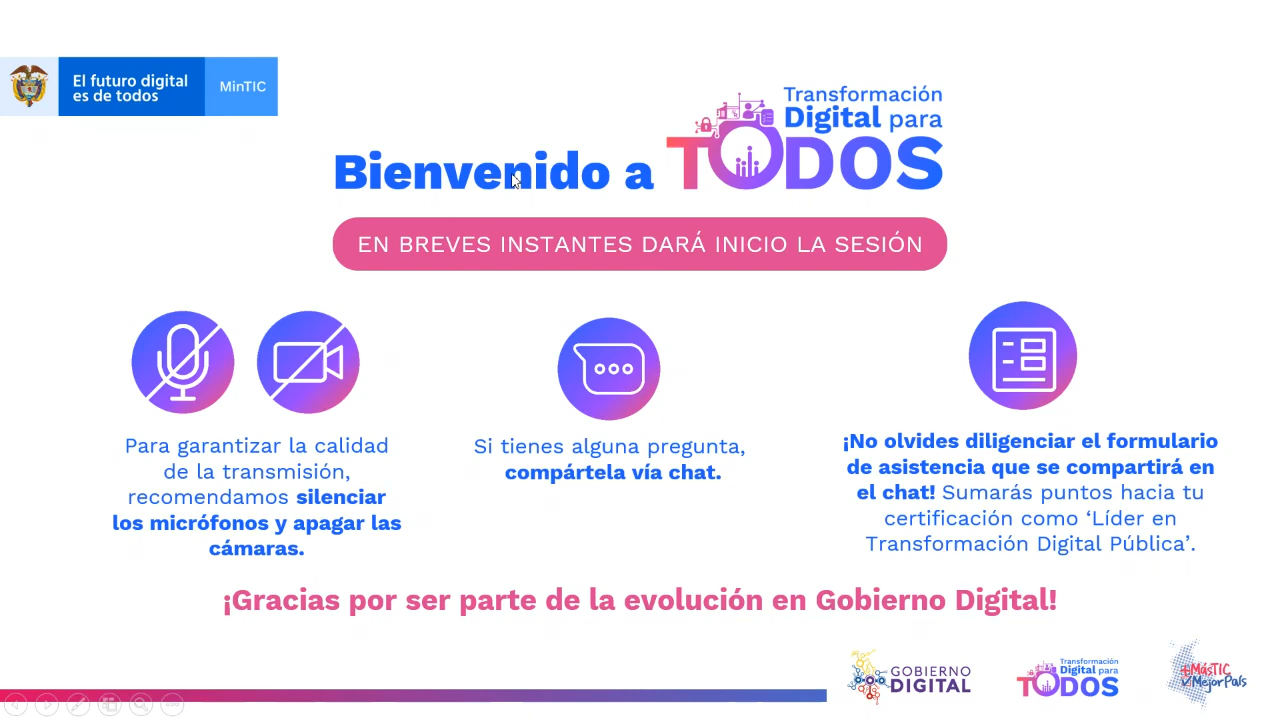 El futuro digital
es de todos
MinTIC
Transformación
Digital para
Bienvenido a TODOS
EN BREVES INSTANTES DARÁ INICIO LA SESIÓN
Para garantizar la calidad
de la transmisión,
recomendamos silenciar
los micrófonos y apagar las
cámaras.
Si tienes alguna pregunta,
compártela vía chat.
¡No olvides diligenciar el formulario
de asistencia que se compartirá en
el chat! Sumarás puntos hacia tu
certificación como ‘Líder en
Transformación Digital Pública’.
¡Gracias por ser parte de la evolución en Gobierno Digital!
GOBIERNO
DIGITAL
Transformación
Digital para
TODOS
+MásTIC
MejorPaís